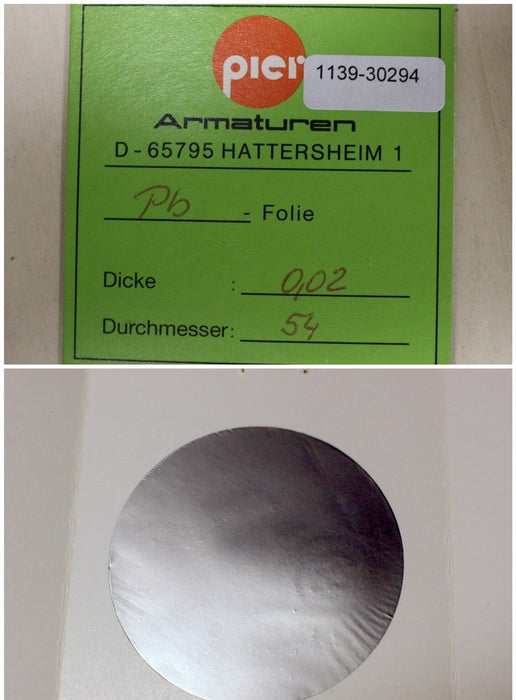 pier
1139-30294
Armaturen
D-65795 HATTERSHEIM 1
Pb - Folie
Dicke : 0,02
Durchmesser: 54